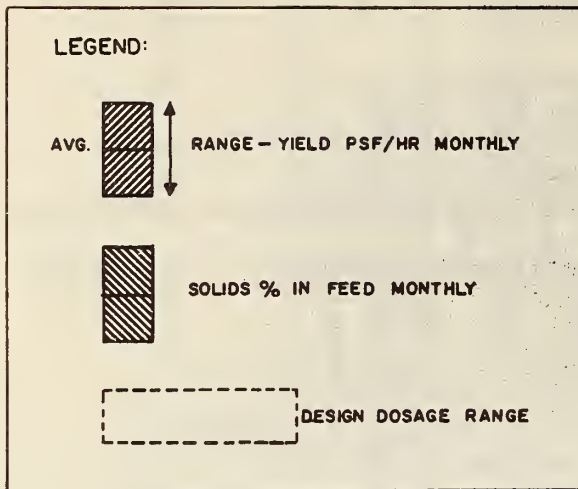 LEGEND:
AVG. RANGE – YIELD PSF/HR MONTHLY
SOLIDS % IN FEED MONTHLY
DESIGN DOSAGE RANGE